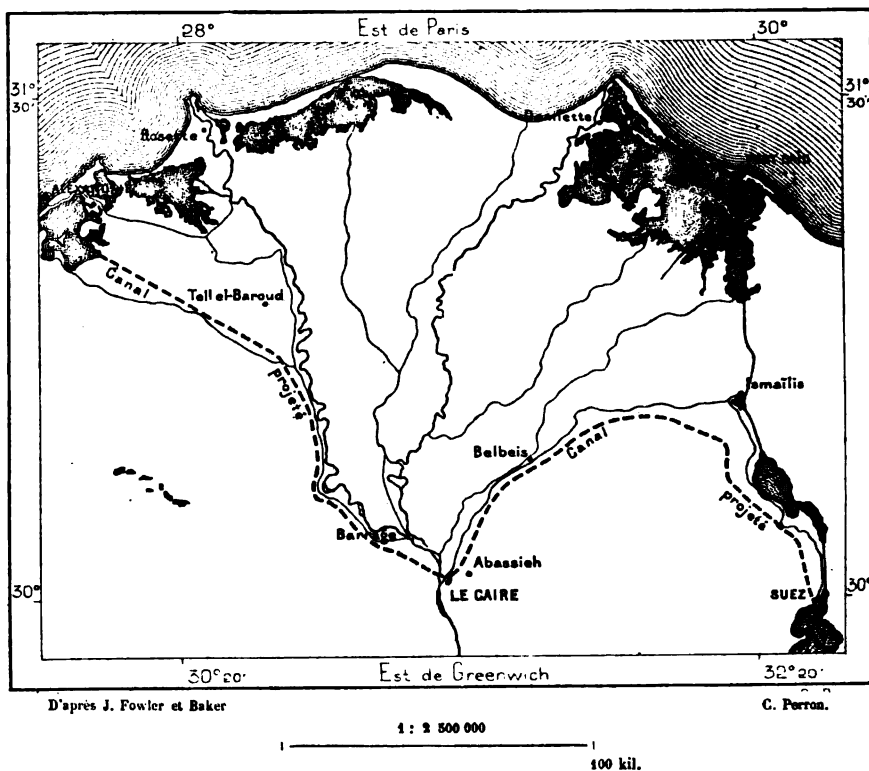 28°
Est de Paris
30°
31°
30'
31°
30'
Damiette
Rosette
Canal
Tell el-Baroud
projeté
Ismaïlis
Belbeis
Canal
projeté
Barrage
Abassieh
LE CAIRE
SUEZ
30°
30°
30° 20'
Est de Greenwich
32° 20'
D'après J. Fowler et Baker
C. Perron.
1 : 2 500 000
100 kil.